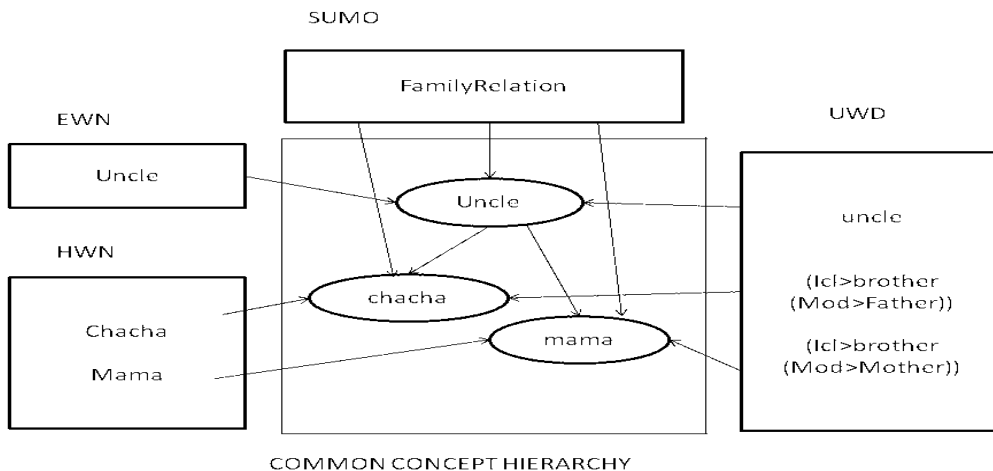 SUMO
FamilyRelation
EWN
UWD
Uncle
Uncle
uncle
HWN
chacha
(Icl>brother
(Mod>Father))
Chacha
mama
(Icl>brother
(Mod>Mother))
Mama
COMMON CONCEPT HIERARCHY